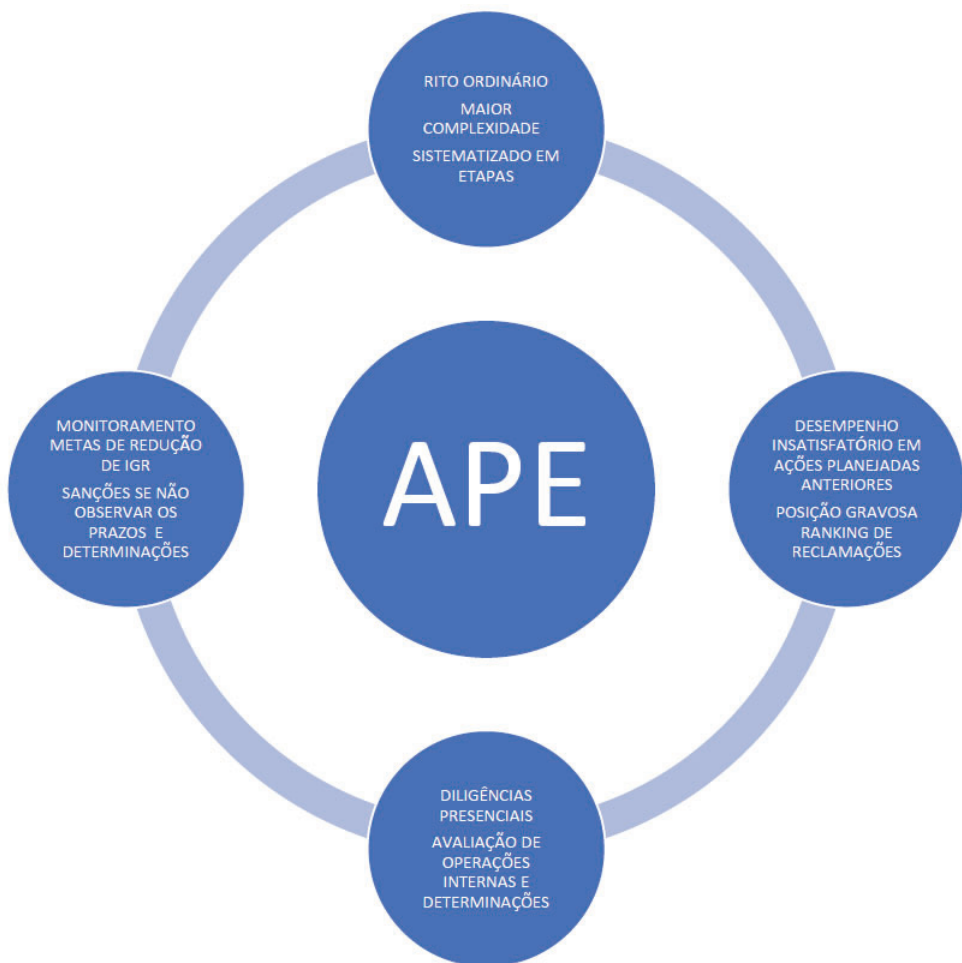 RITO ORDINÁRIO
MAIOR
COMPLEXIDADE
SISTEMATIZADO EM
ETAPAS
MONITORAMENTO
METAS DE REDUÇÃO
DE IGR
SANÇÕES SE NÃO
OBSERVAR OS
PRAZOS E
DETERMINAÇÕES
APE
DESEMPENHO
INSATISFATÓRIO EM
AÇÕES PLANEJADAS
ANTERIORES
POSIÇÃO GRAVOSA
RANKING DE
RECLAMAÇÕES
DILIGÊNCIAS
PRESENCIAIS
AVALIAÇÃO DE
OPERAÇÕES
INTERNAS E
DETERMINAÇÕES